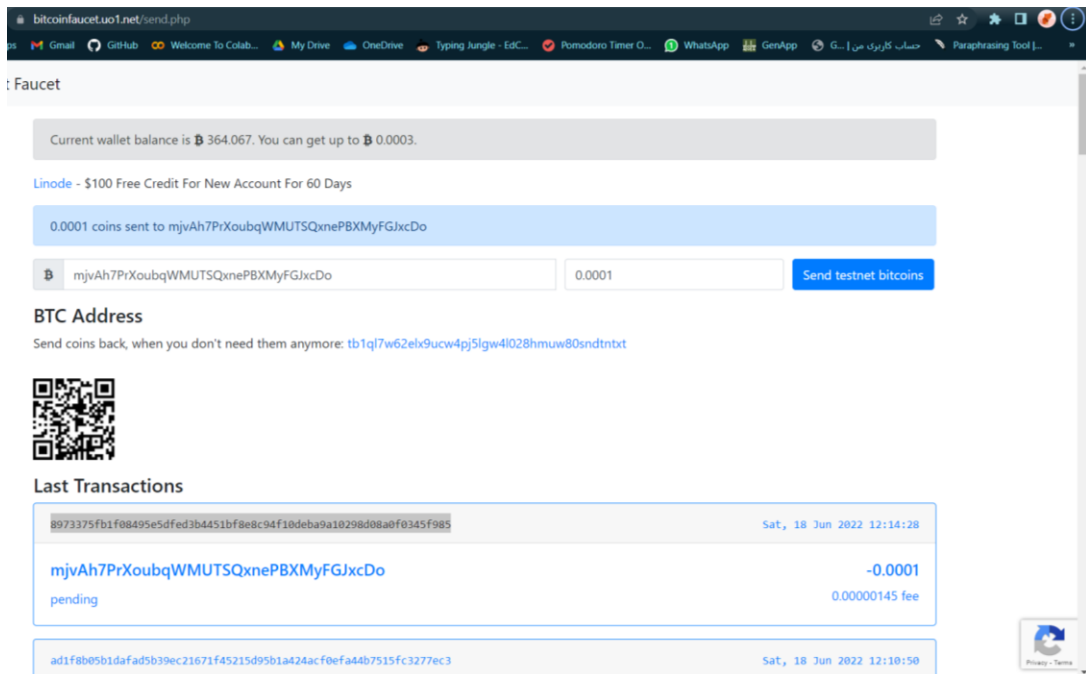 bitcoinfaucet.uo1.net/send.php
ps Gmail GitHub Welcome To Colab... My Drive OneDrive Typing Jungle - EdC... Pomodoro Timer O... WhatsApp GenApp حساب کاربری من | ...G Paraphrasing Tool |... »
t Faucet
Current wallet balance is ₿ 364.067. You can get up to ₿ 0.0003.
Linode - $100 Free Credit For New Account For 60 Days
0.0001 coins sent to mjvAh7PrXoubqWMUTSQxnePBXMyFGJxcDo
₿ mjvAh7PrXoubqWMUTSQxnePBXMyFGJxcDo 0.0001 Send testnet bitcoins
BTC Address
Send coins back, when you don't need them anymore: tb1ql7w62elx9ucw4pj5lgw4l028hmuw80sndtntxt
Last Transactions
8973375fb1f08495e5dfed3b4451bf8e8c94f10deba9a10298d08a0f0345f985 Sat, 18 Jun 2022 12:14:28
mjvAh7PrXoubqWMUTSQxnePBXMyFGJxcDo -0.0001
pending 0.00000145 fee
ad1f8b05b1dafad5b39ec21671f45215d95b1a424acf0efa44b7515fc3277ec3 Sat, 18 Jun 2022 12:10:50
Privacy - Terms